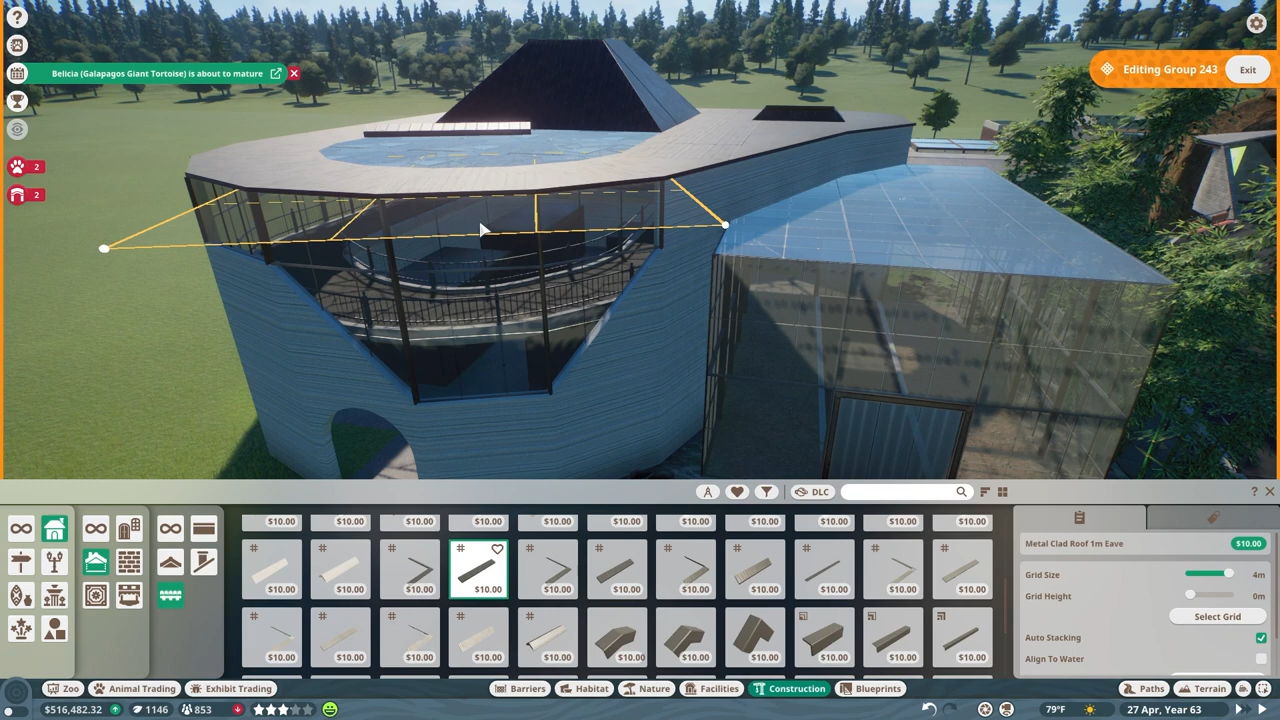 ?
Belicia (Galapagos Giant Tortoise) is about to mature
Editing Group 243
Exit
2
2
DLC
?
$10.00 $10.00 $10.00 $10.00 $10.00 $10.00 $10.00 $10.00 $10.00 $10.00 $10.00
$10.00 $10.00 $10.00 $10.00 $10.00 $10.00 $10.00 $10.00 $10.00 $10.00 $10.00
$10.00 $10.00 $10.00 $10.00 $10.00 $10.00 $10.00 $10.00 $10.00 $10.00 $10.00
Metal Clad Roof 1m Eave $10.00
Grid Size 4m
Grid Height 0m
Select Grid
Auto Stacking
Align To Water
Zoo Animal Trading Exhibit Trading Barriers Habitat Nature Facilities Construction Blueprints Paths Terrain
$516,482.32 1146 853 79°F 27 Apr, Year 63